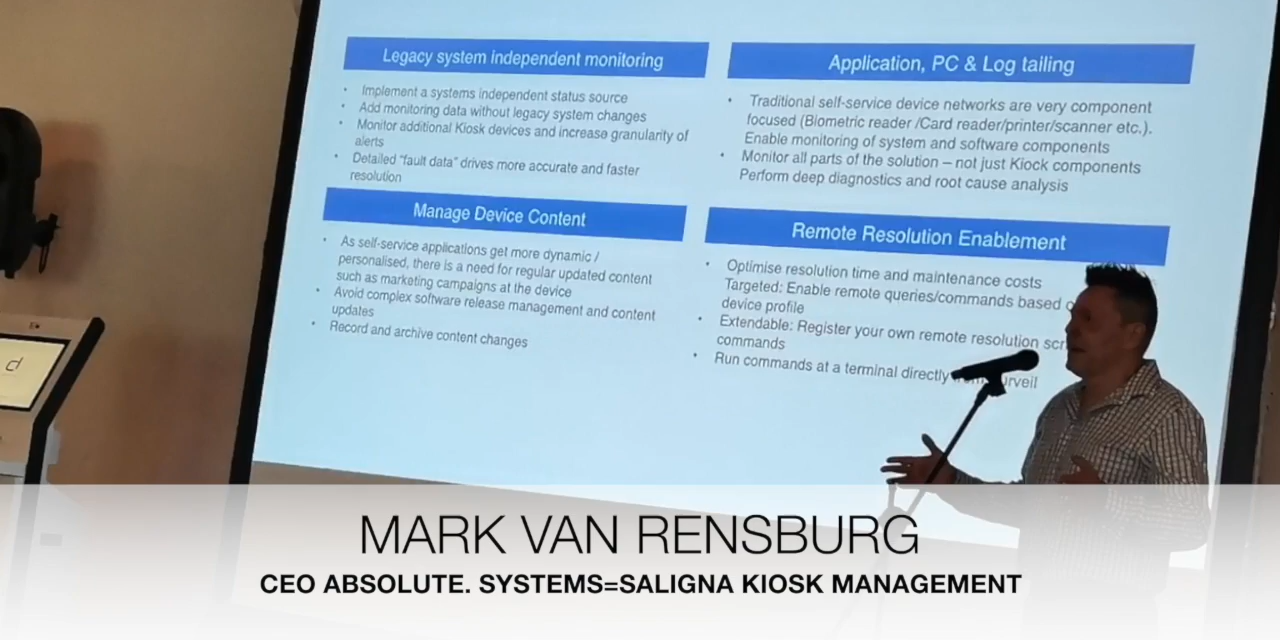 Legacy system independent monitoring
Implement a systems independent status source
Add monitoring data without legacy system changes
Monitor additional Kiosk devices and increase granularity of
alerts
Detailed "fault data" drives more accurate and faster
resolution
Application, PC & Log tailing
Traditional self-service device networks are very component
focused (Biometric reader /Card reader/printer/scanner etc.).
Enable monitoring of system and software components
Monitor all parts of the solution – not just Kiock components
Perform deep diagnostics and root cause analysis
Manage Device Content
As self-service applications get more dynamic /
personalised, there is a need for regular updated content
such as marketing campaigns at the device
Avoid complex software release management and content
updates
Record and archive content changes
Remote Resolution Enablement
Optimise resolution time and maintenance costs
Targeted: Enable remote queries/commands based
device profile
Extendable: Register your own remote resolution
commands
Run commands at a terminal directly
MARK VAN RENSBURG
CEO ABSOLUTE. SYSTEMS=SALIGNA KIOSK MANAGEMENT